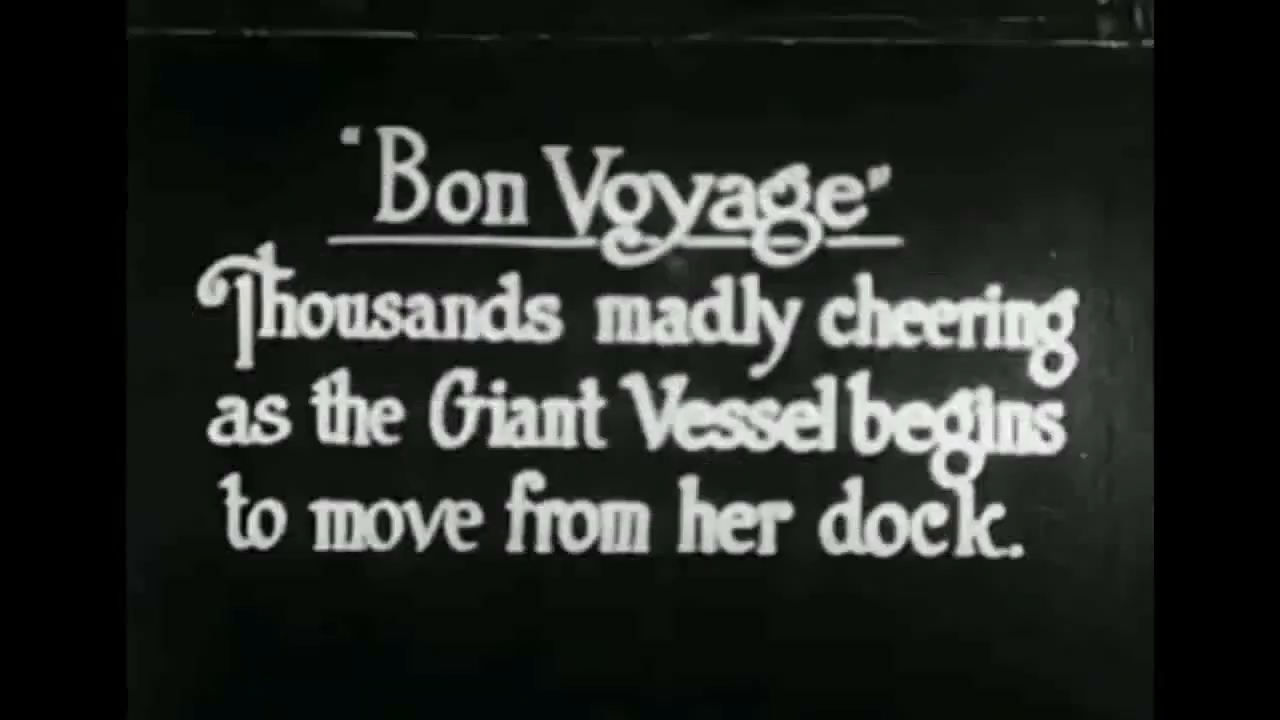 "Bon Voyage"
Thousands madly cheering
as the Giant Vessel begins
to move from her dock.